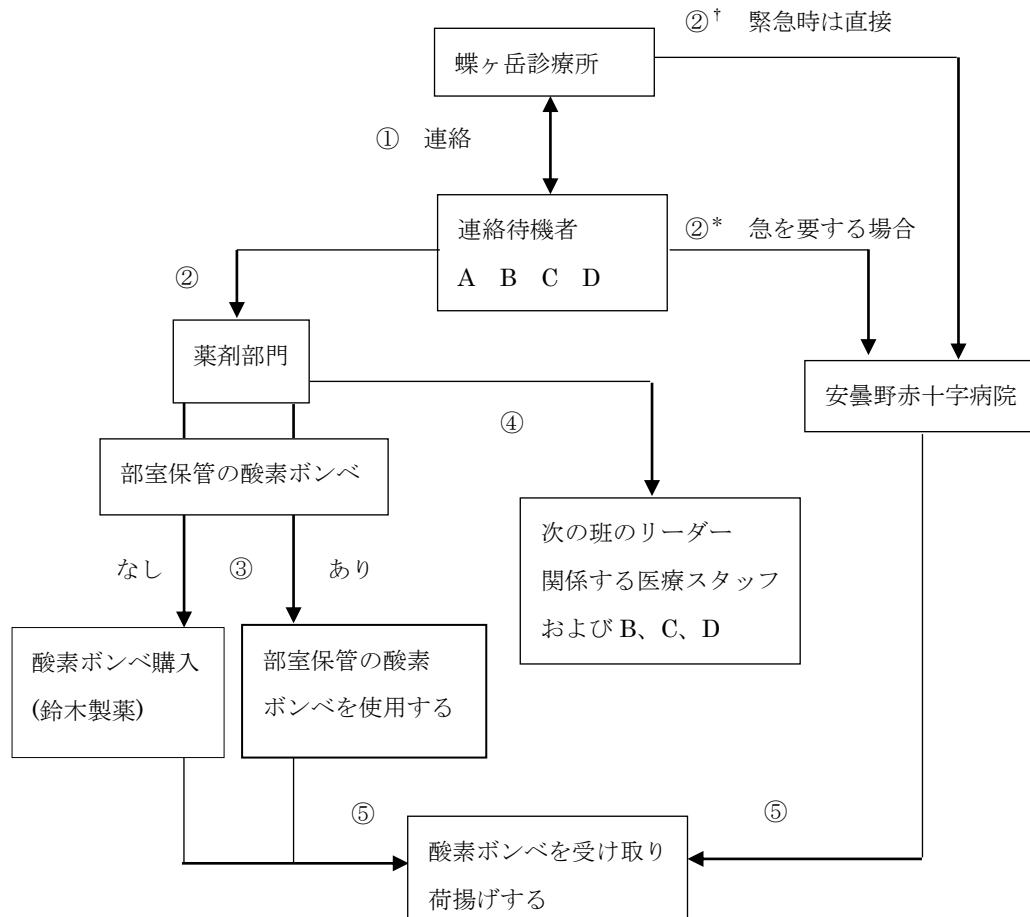 ②† 緊急時は直接
蝶ヶ岳診療所
① 連絡
連絡待機者
A B C D
②* 急を要する場合
②
薬剤部門
安曇野赤十字病院
④
部室保管の酸素ボンベ
次の班のリーダー
関係する医療スタッフ
および B、C、D
なし ③ あり
酸素ボンベ購入
(鈴木製薬)
部室保管の酸素
ボンベを使用する
⑤
⑤
酸素ボンベを受け取り
荷揚げする